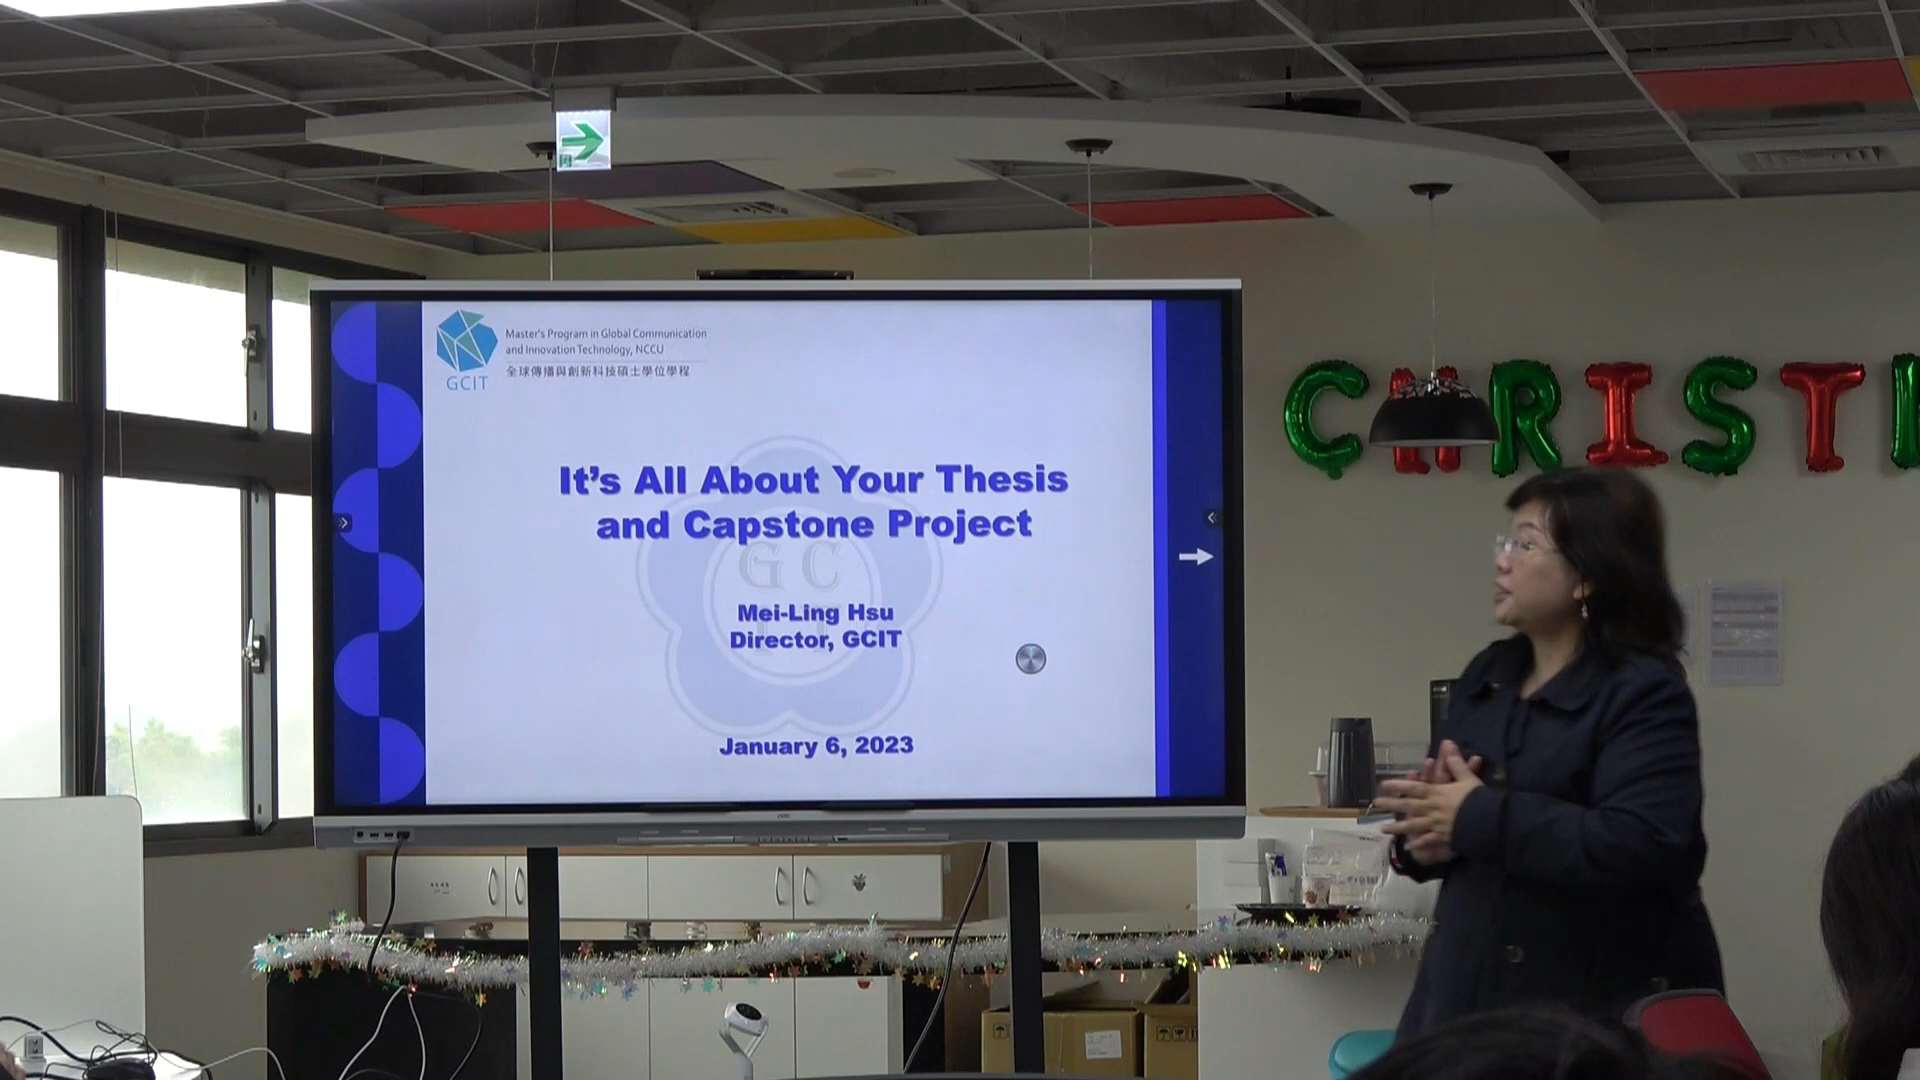 Master's Program in Global Communication
and Innovation Technology, NCCU
全球傳播與創新科技碩士學位學程
GCIT
It's All About Your Thesis
and Capstone Project
G C
I T
Mei-Ling Hsu
Director, GCIT
January 6, 2023
CHRIST